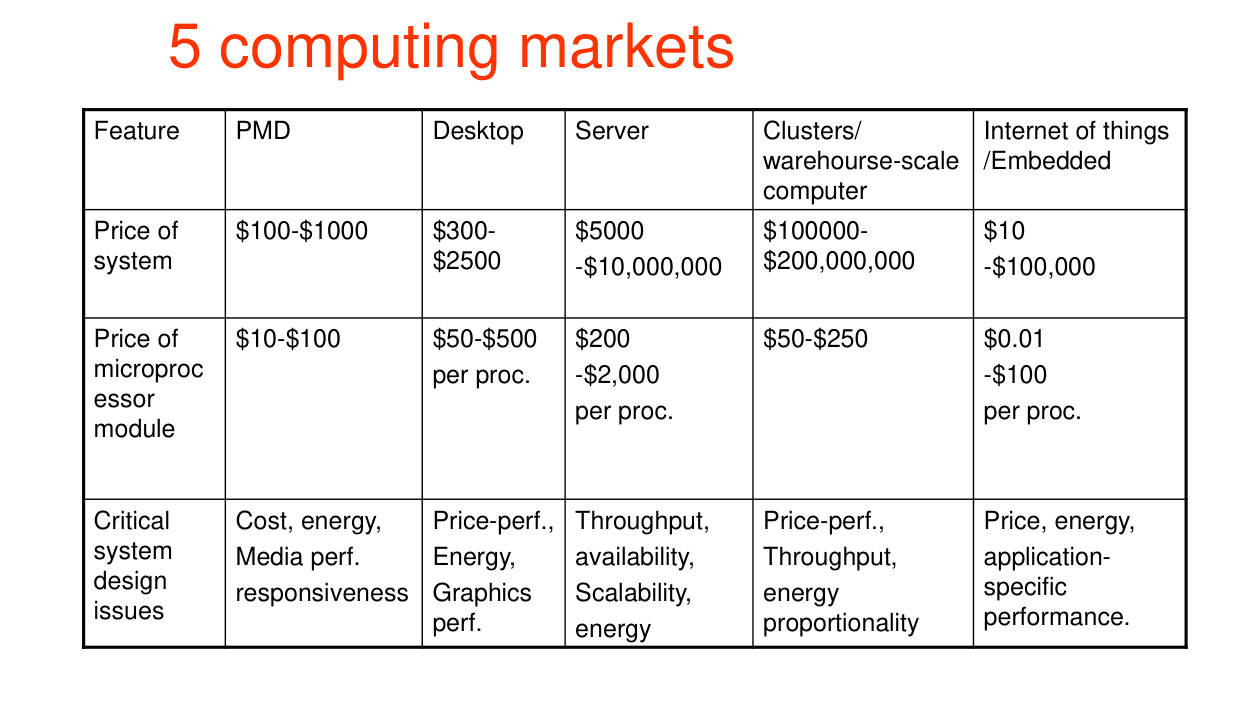 5 computing markets
Feature
PMD
Desktop
Server
Clusters/
warehourse-scale
computer
Internet of things
/Embedded
Price of
system
$100-$1000
$300-
$2500
$5000
-$10,000,000
$100000-
$200,000,000
$10
-$100,000
Price of
microproc
essor
module
$10-$100
$50-$500
per proc.
$200
-$2,000
per proc.
$50-$250
$0.01
-$100
per proc.
Critical
system
design
issues
Cost, energy,
Media perf.
responsiveness
Price-perf.,
Energy,
Graphics
perf.
Throughput,
availability,
Scalability,
energy
Price-perf.,
Throughput,
energy
proportionality
Price, energy,
application-
specific
performance.